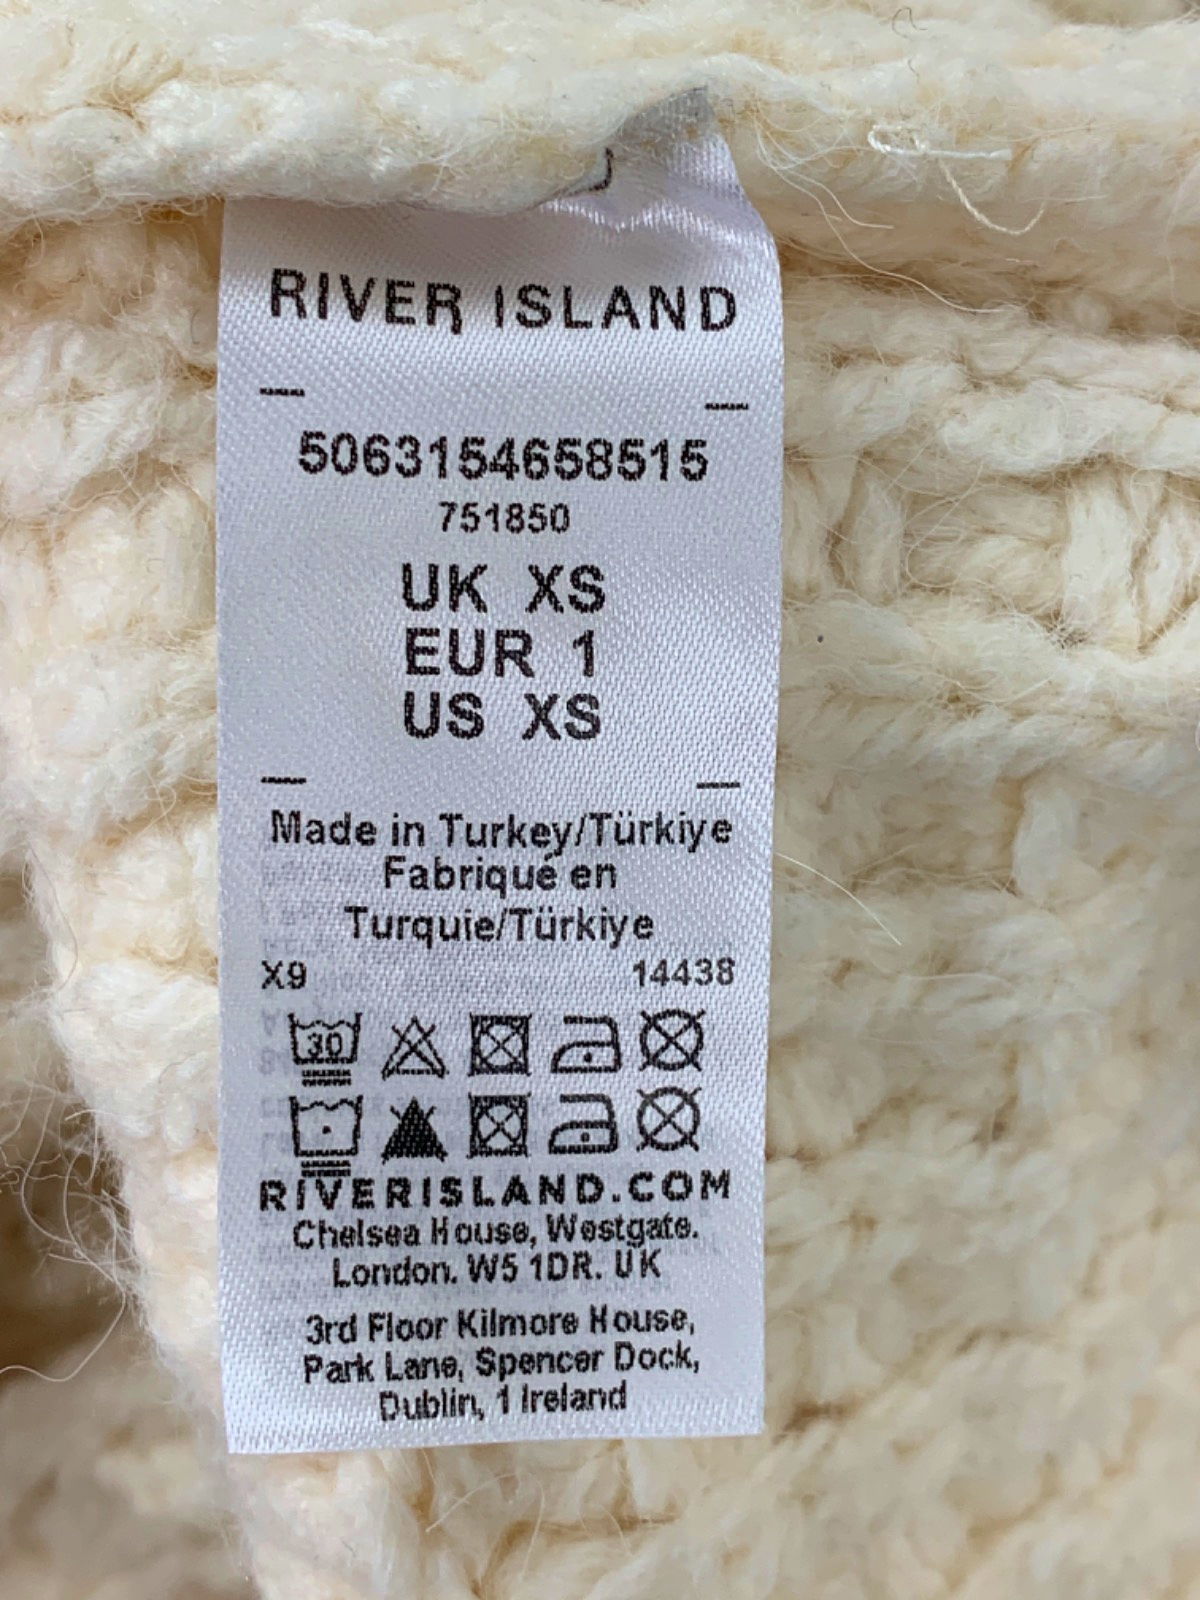 RIVER ISLAND
5063154658515
751850
UK XS
EUR 1
US XS
Made in Turkey/Türkiye
Fabriqué en
Turquie/Türkiye
X9 14438
30
RIVERISLAND.COM
Chelsea House, Westgate.
London. W5 1DR. UK
3rd Floor Kilmore House,
Park Lane, Spencer Dock,
Dublin, 1 Ireland